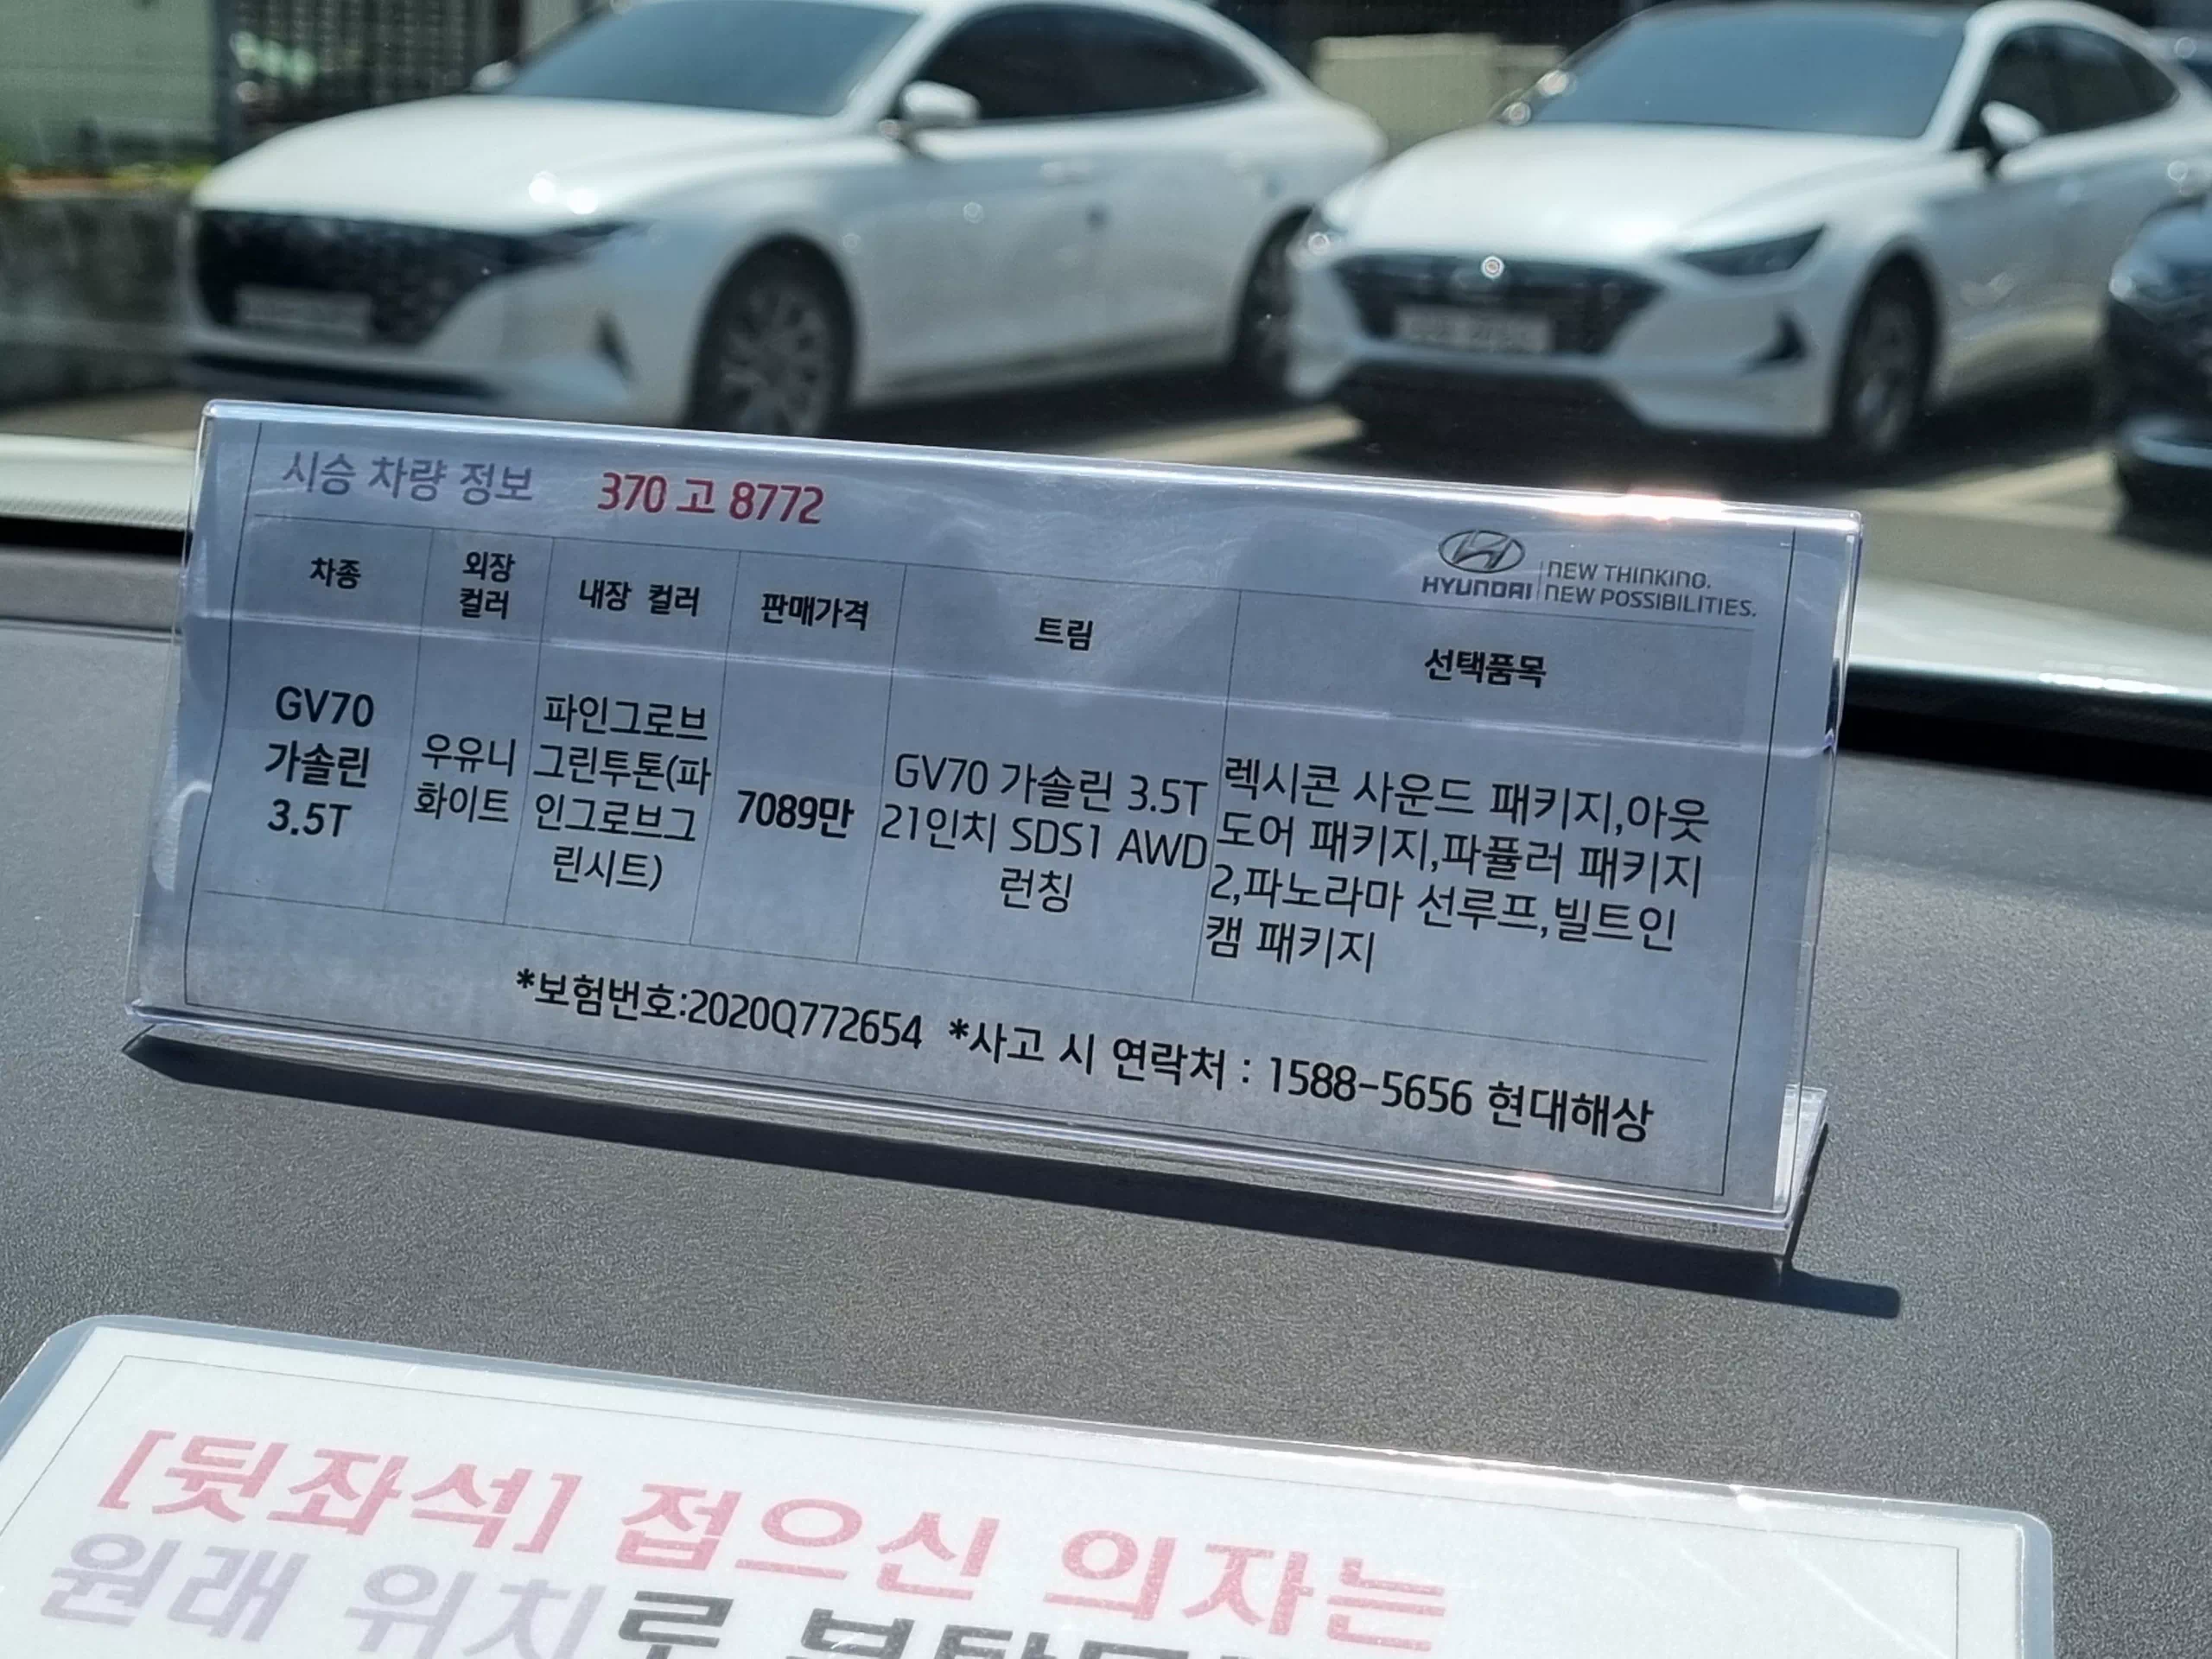 시승 차량 정보 370 고 8772
HYUNDAI NEW THINKING.
NEW POSSIBILITIES.
차종
외장
컬러
내장 컬러
판매가격
트림
선택품목
GV70
가솔린
3.5T
우유니
화이트
파인그로브
그린투톤(파
인그로브그
린시트)
7089만
GV70 가솔린 3.5T
21인치 SDS1 AWD
런칭
렉시콘 사운드 패키지,아웃
도어 패키지,파퓰러 패키지
2,파노라마 선루프,빌트인
캠 패키지
*보험번호:2020Q772654 *사고 시 연락처 : 1588-5656 현대해상
[뒷좌석] 접으신 의자는
원래 위치로